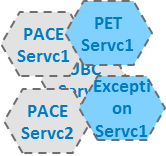 PET
Servc1
PACE
Servc1
Excepti
on
Servc1
PACE
Servc2